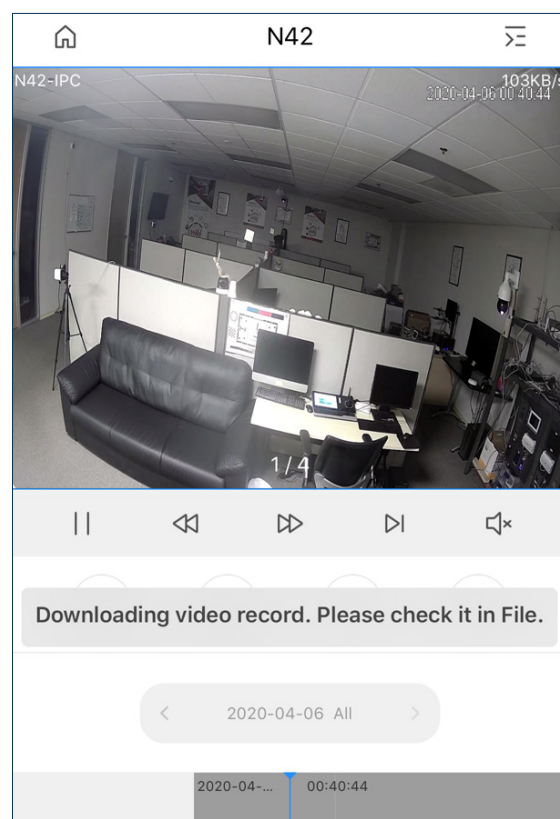 N42
N42-IPC
103KB/s
2020-04-06 00:40:44
1/4
Downloading video record. Please check it in File.
2020-04-06 All
2020-04-...
00:40:44